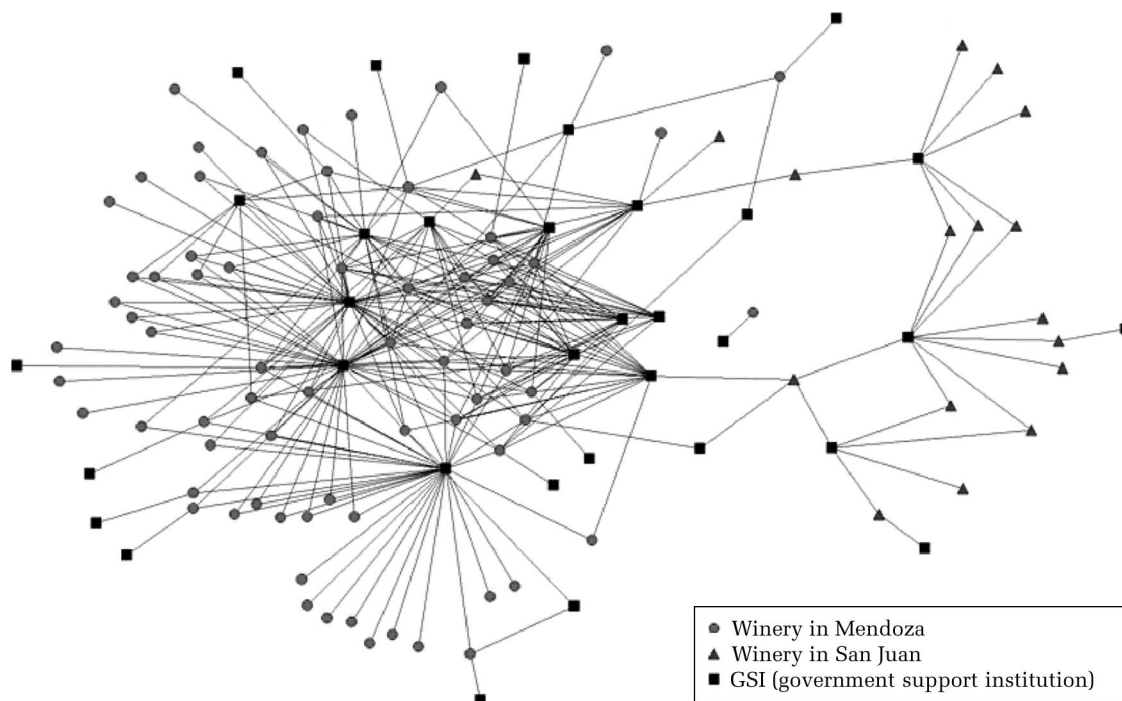 Winery in Mendoza
Winery in San Juan
GSI (government support institution)